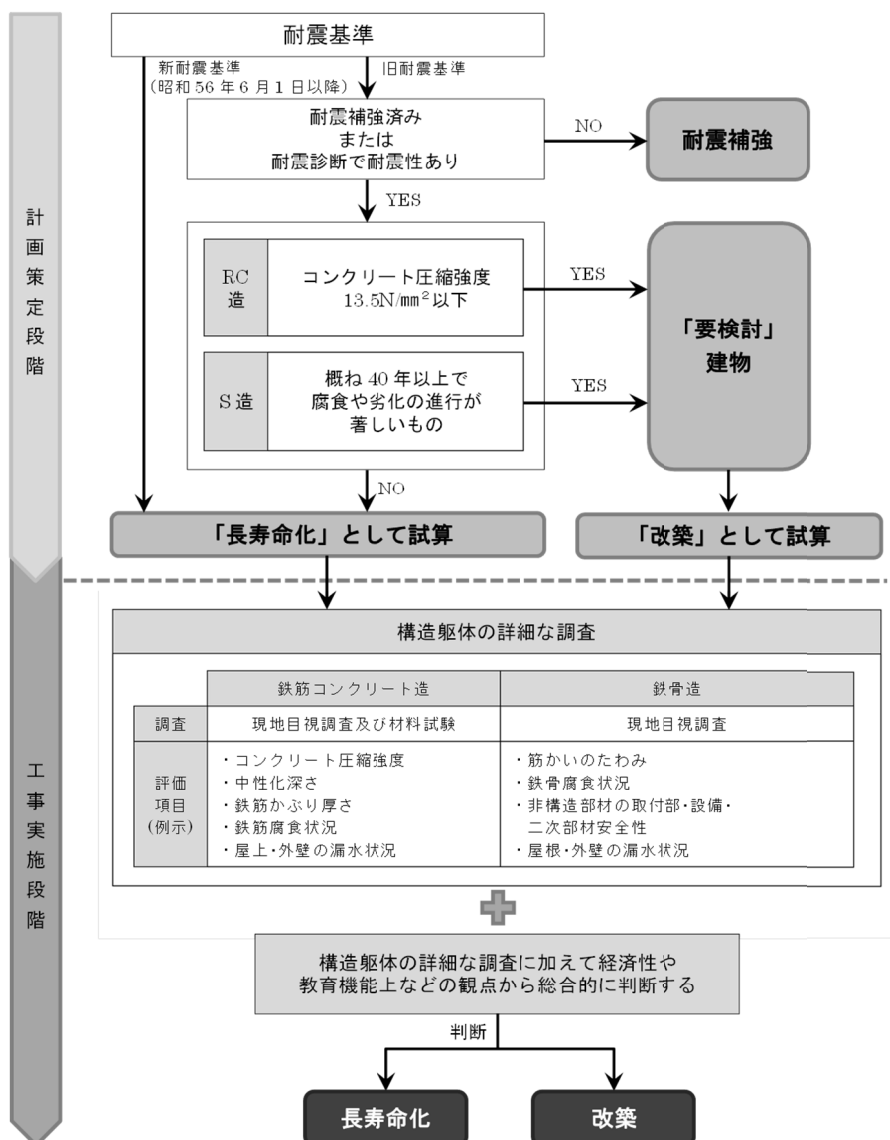 耐震基準
新耐震基準
(昭和56年6月1日以降)
旧耐震基準
耐震補強済み
または
耐震診断で耐震性あり
NO
耐震補強
YES
計画策定段階
RC
造
コンクリート圧縮強度
13.5N/㎜²以下
YES
「要検討」
建物
S造
概ね40年以上で
腐食や劣化の進行が
著しいもの
YES
NO
「長寿命化」として試算
「改築」として試算
工事実施段階
構造躯体の詳細な調査
鉄筋コンクリート造
鉄骨造
調査
現地目視調査及び材料試験
現地目視調査
評価
項目
(例示)
・コンクリート圧縮強度
・中性化深さ
・鉄筋かぶり厚さ
・鉄筋腐食状況
・屋上・外壁の漏水状況
・筋かいのたわみ
・鉄骨腐食状況
・非構造部材の取付部・設備・
二次部材安全性
・屋根・外壁の漏水状況
構造躯体の詳細な調査に加えて経済性や
教育機能上などの観点から総合的に判断する
判断
長寿命化
改築